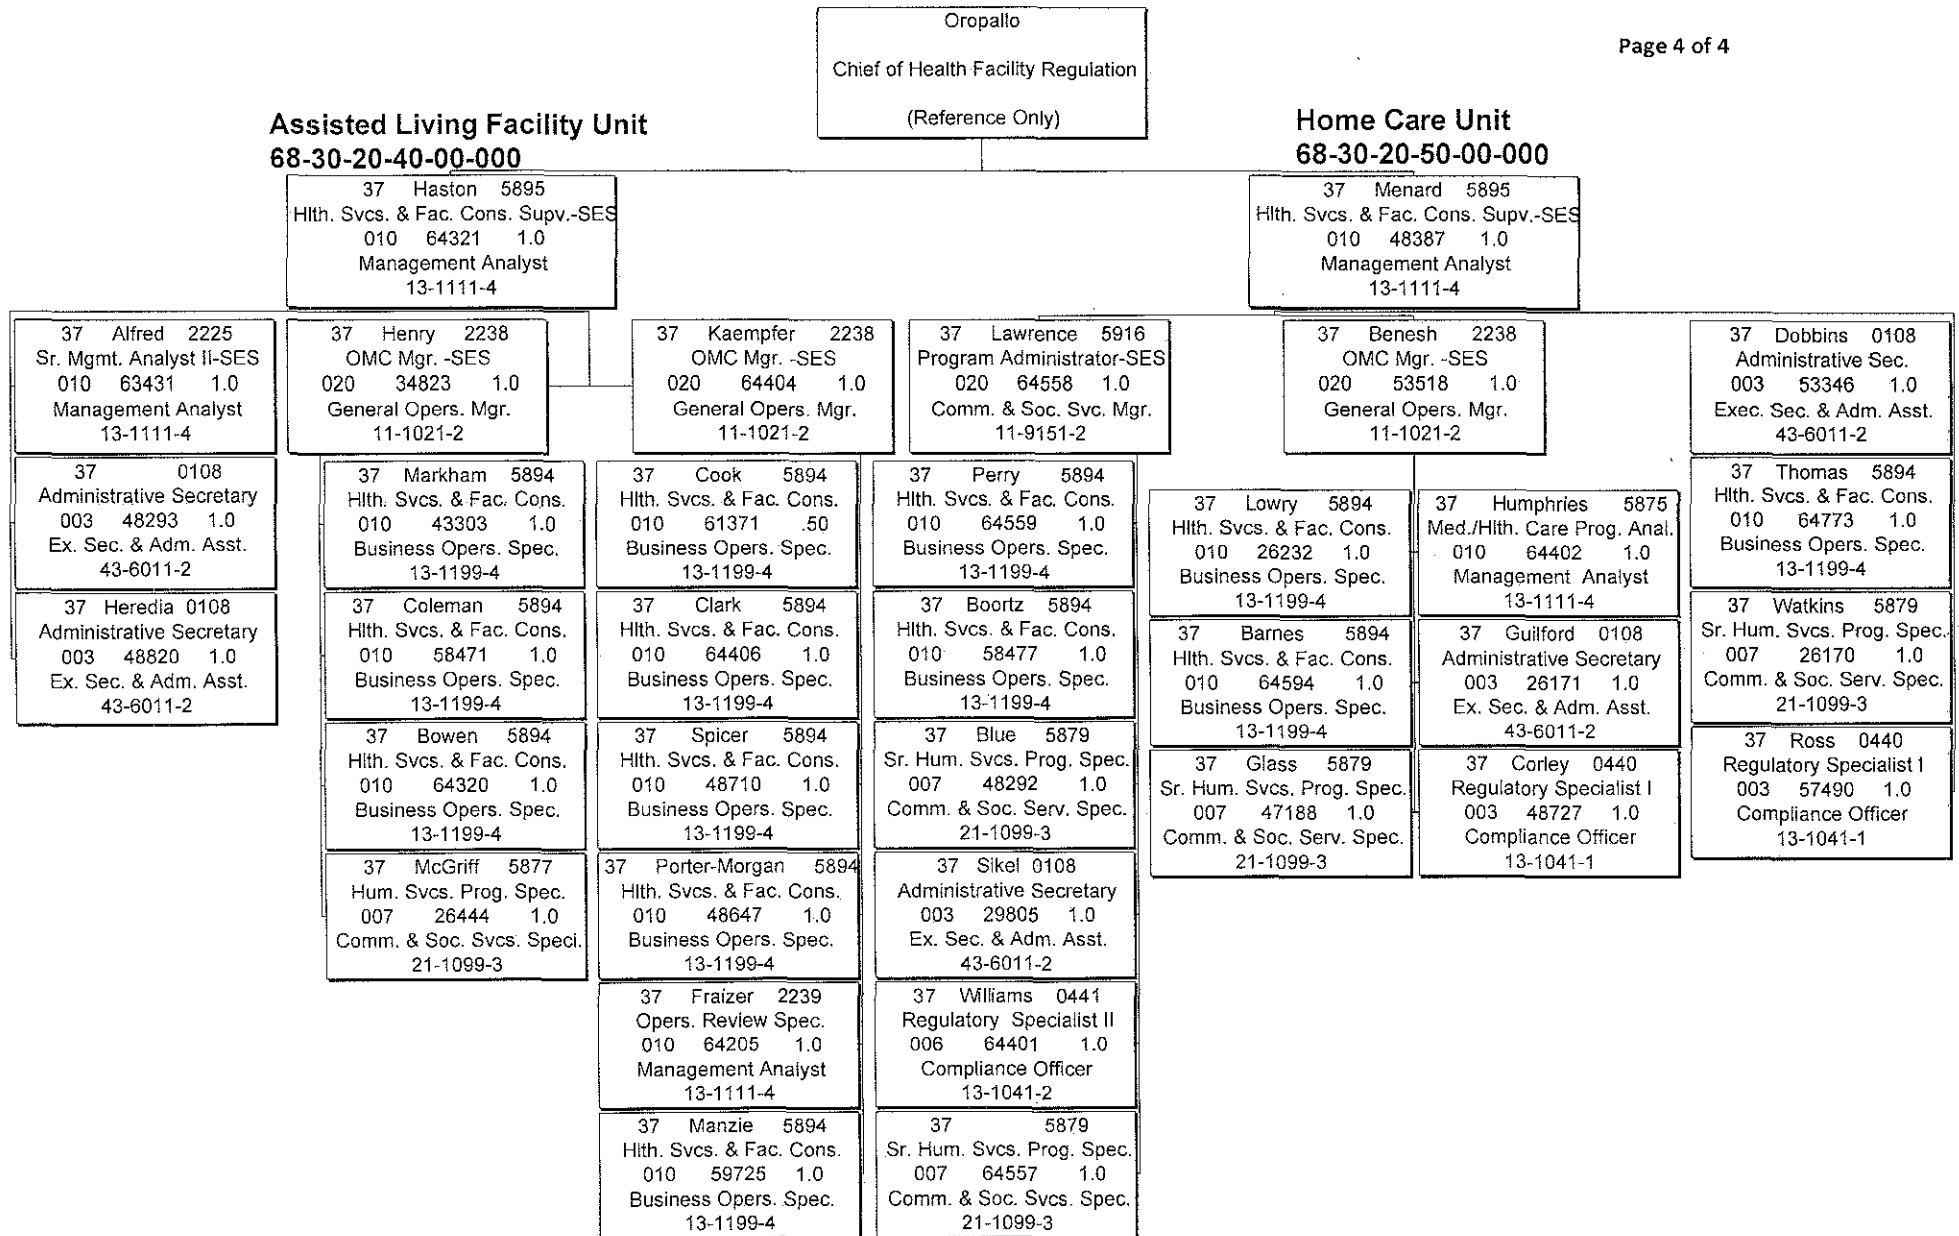 Oropallo
Chief of Health Facility Regulation
(Reference Only)
Page 4 of 4
Assisted Living Facility Unit
68-30-20-40-00-000
Home Care Unit
68-30-20-50-00-000
37 Haston 5895
Hlth. Svcs. & Fac. Cons. Supv.-SES
010 64321 1.0
Management Analyst
13-1111-4
37 Menard 5895
Hlth. Svcs. & Fac. Cons. Supv.-SES
010 48387 1.0
Management Analyst
13-1111-4
37 Alfred 2225
Sr. Mgmt. Analyst II-SES
010 63431 1.0
Management Analyst
13-1111-4
37 0108
Administrative Secretary
003 48293 1.0
Ex. Sec. & Adm. Asst.
43-6011-2
37 Heredia 0108
Administrative Secretary
003 48820 1.0
Ex. Sec. & Adm. Asst.
43-6011-2
37 Henry 2238
OMC Mgr. -SES
020 34823 1.0
General Opers. Mgr.
11-1021-2
37 Markham 5894
Hlth. Svcs. & Fac. Cons.
010 43303 1.0
Business Opers. Spec.
13-1199-4
37 Coleman 5894
Hlth. Svcs. & Fac. Cons.
010 58471 1.0
Business Opers. Spec.
13-1199-4
37 Bowen 5894
Hlth. Svcs. & Fac. Cons.
010 64320 1.0
Business Opers. Spec.
13-1199-4
37 McGriff 5877
Hum. Svcs. Prog. Spec.
007 26444 1.0
Comm. & Soc. Svcs. Speci.
21-1099-3
37 Kaempfer 2238
OMC Mgr. -SES
020 64404 1.0
General Opers. Mgr.
11-1021-2
37 Cook 5894
Hlth. Svcs. & Fac. Cons.
010 61371 .50
Business Opers. Spec.
13-1199-4
37 Clark 5894
Hlth. Svcs. & Fac. Cons.
010 64406 1.0
Business Opers. Spec.
13-1199-4
37 Spicer 5894
Hlth. Svcs. & Fac. Cons.
010 48710 1.0
Business Opers. Spec.
13-1199-4
37 Porter-Morgan 5894
Hlth. Svcs. & Fac. Cons.
010 48647 1.0
Business Opers. Spec.
13-1199-4
37 Fraizer 2239
Opers. Review Spec.
010 64205 1.0
Management Analyst
13-1111-4
37 Manzie 5894
Hlth. Svcs. & Fac. Cons.
010 59725 1.0
Business Opers. Spec.
13-1199-4
37 Lawrence 5916
Program Administrator-SES
020 64558 1.0
Comm. & Soc. Svc. Mgr.
11-9151-2
37 Perry 5894
Hlth. Svcs. & Fac. Cons.
010 64559 1.0
Business Opers. Spec.
13-1199-4
37 Boortz 5894
Hlth. Svcs. & Fac. Cons.
010 58477 1.0
Business Opers. Spec.
13-1199-4
37 Blue 5879
Sr. Hum. Svcs. Prog. Spec.
007 48292 1.0
Comm. & Soc. Serv. Spec.
21-1099-3
37 Sikel 0108
Administrative Secretary
003 29805 1.0
Ex. Sec. & Adm. Asst.
43-6011-2
37 Williams 0441
Regulatory Specialist II
006 64401 1.0
Compliance Officer
13-1041-2
37 5879
Sr. Hum. Svcs. Prog. Spec.
007 64557 1.0
Comm. & Soc. Svcs. Spec.
21-1099-3
37 Benesh 2238
OMC Mgr. -SES
020 53518 1.0
General Opers. Mgr.
11-1021-2
37 Lowry 5894
Hlth. Svcs. & Fac. Cons.
010 26232 1.0
Business Opers. Spec.
13-1199-4
37 Barnes 5894
Hlth. Svcs. & Fac. Cons.
010 64594 1.0
Business Opers. Spec.
13-1199-4
37 Glass 5879
Sr. Hum. Svcs. Prog. Spec.
007 47188 1.0
Comm. & Soc. Serv. Spec.
21-1099-3
37 Humphries 5875
Med./Hlth. Care Prog. Anal.
010 64402 1.0
Management Analyst
13-1111-4
37 Guilford 0108
Administrative Secretary
003 26171 1.0
Ex. Sec. & Adm. Asst.
43-6011-2
37 Corley 0440
Regulatory Specialist I
003 48727 1.0
Compliance Officer
13-1041-1
37 Dobbins 0108
Administrative Sec.
003 53346 1.0
Exec. Sec. & Adm. Asst.
43-6011-2
37 Thomas 5894
Hlth. Svcs. & Fac. Cons.
010 64773 1.0
Business Opers. Spec.
13-1199-4
37 Watkins 5879
Sr. Hum. Svcs. Prog. Spec.
007 26170 1.0
Comm. & Soc. Serv. Spec.
21-1099-3
37 Ross 0440
Regulatory Specialist I
003 57490 1.0
Compliance Officer
13-1041-1